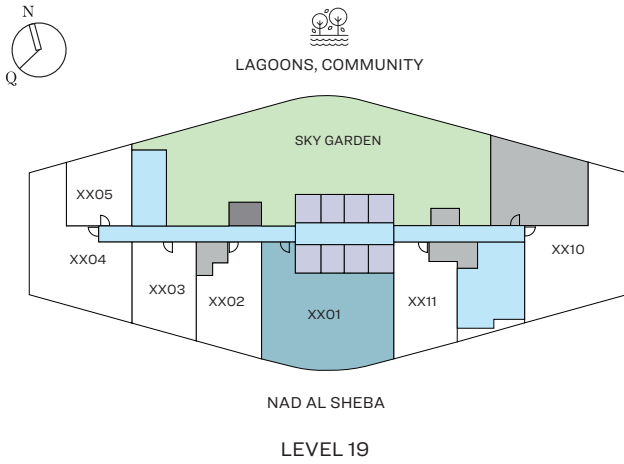 N
Q
LAGOONS, COMMUNITY
SKY GARDEN
XX05
XX04
XX03
XX02
XX01
XX11
XX10
NAD AL SHEBA
LEVEL 19